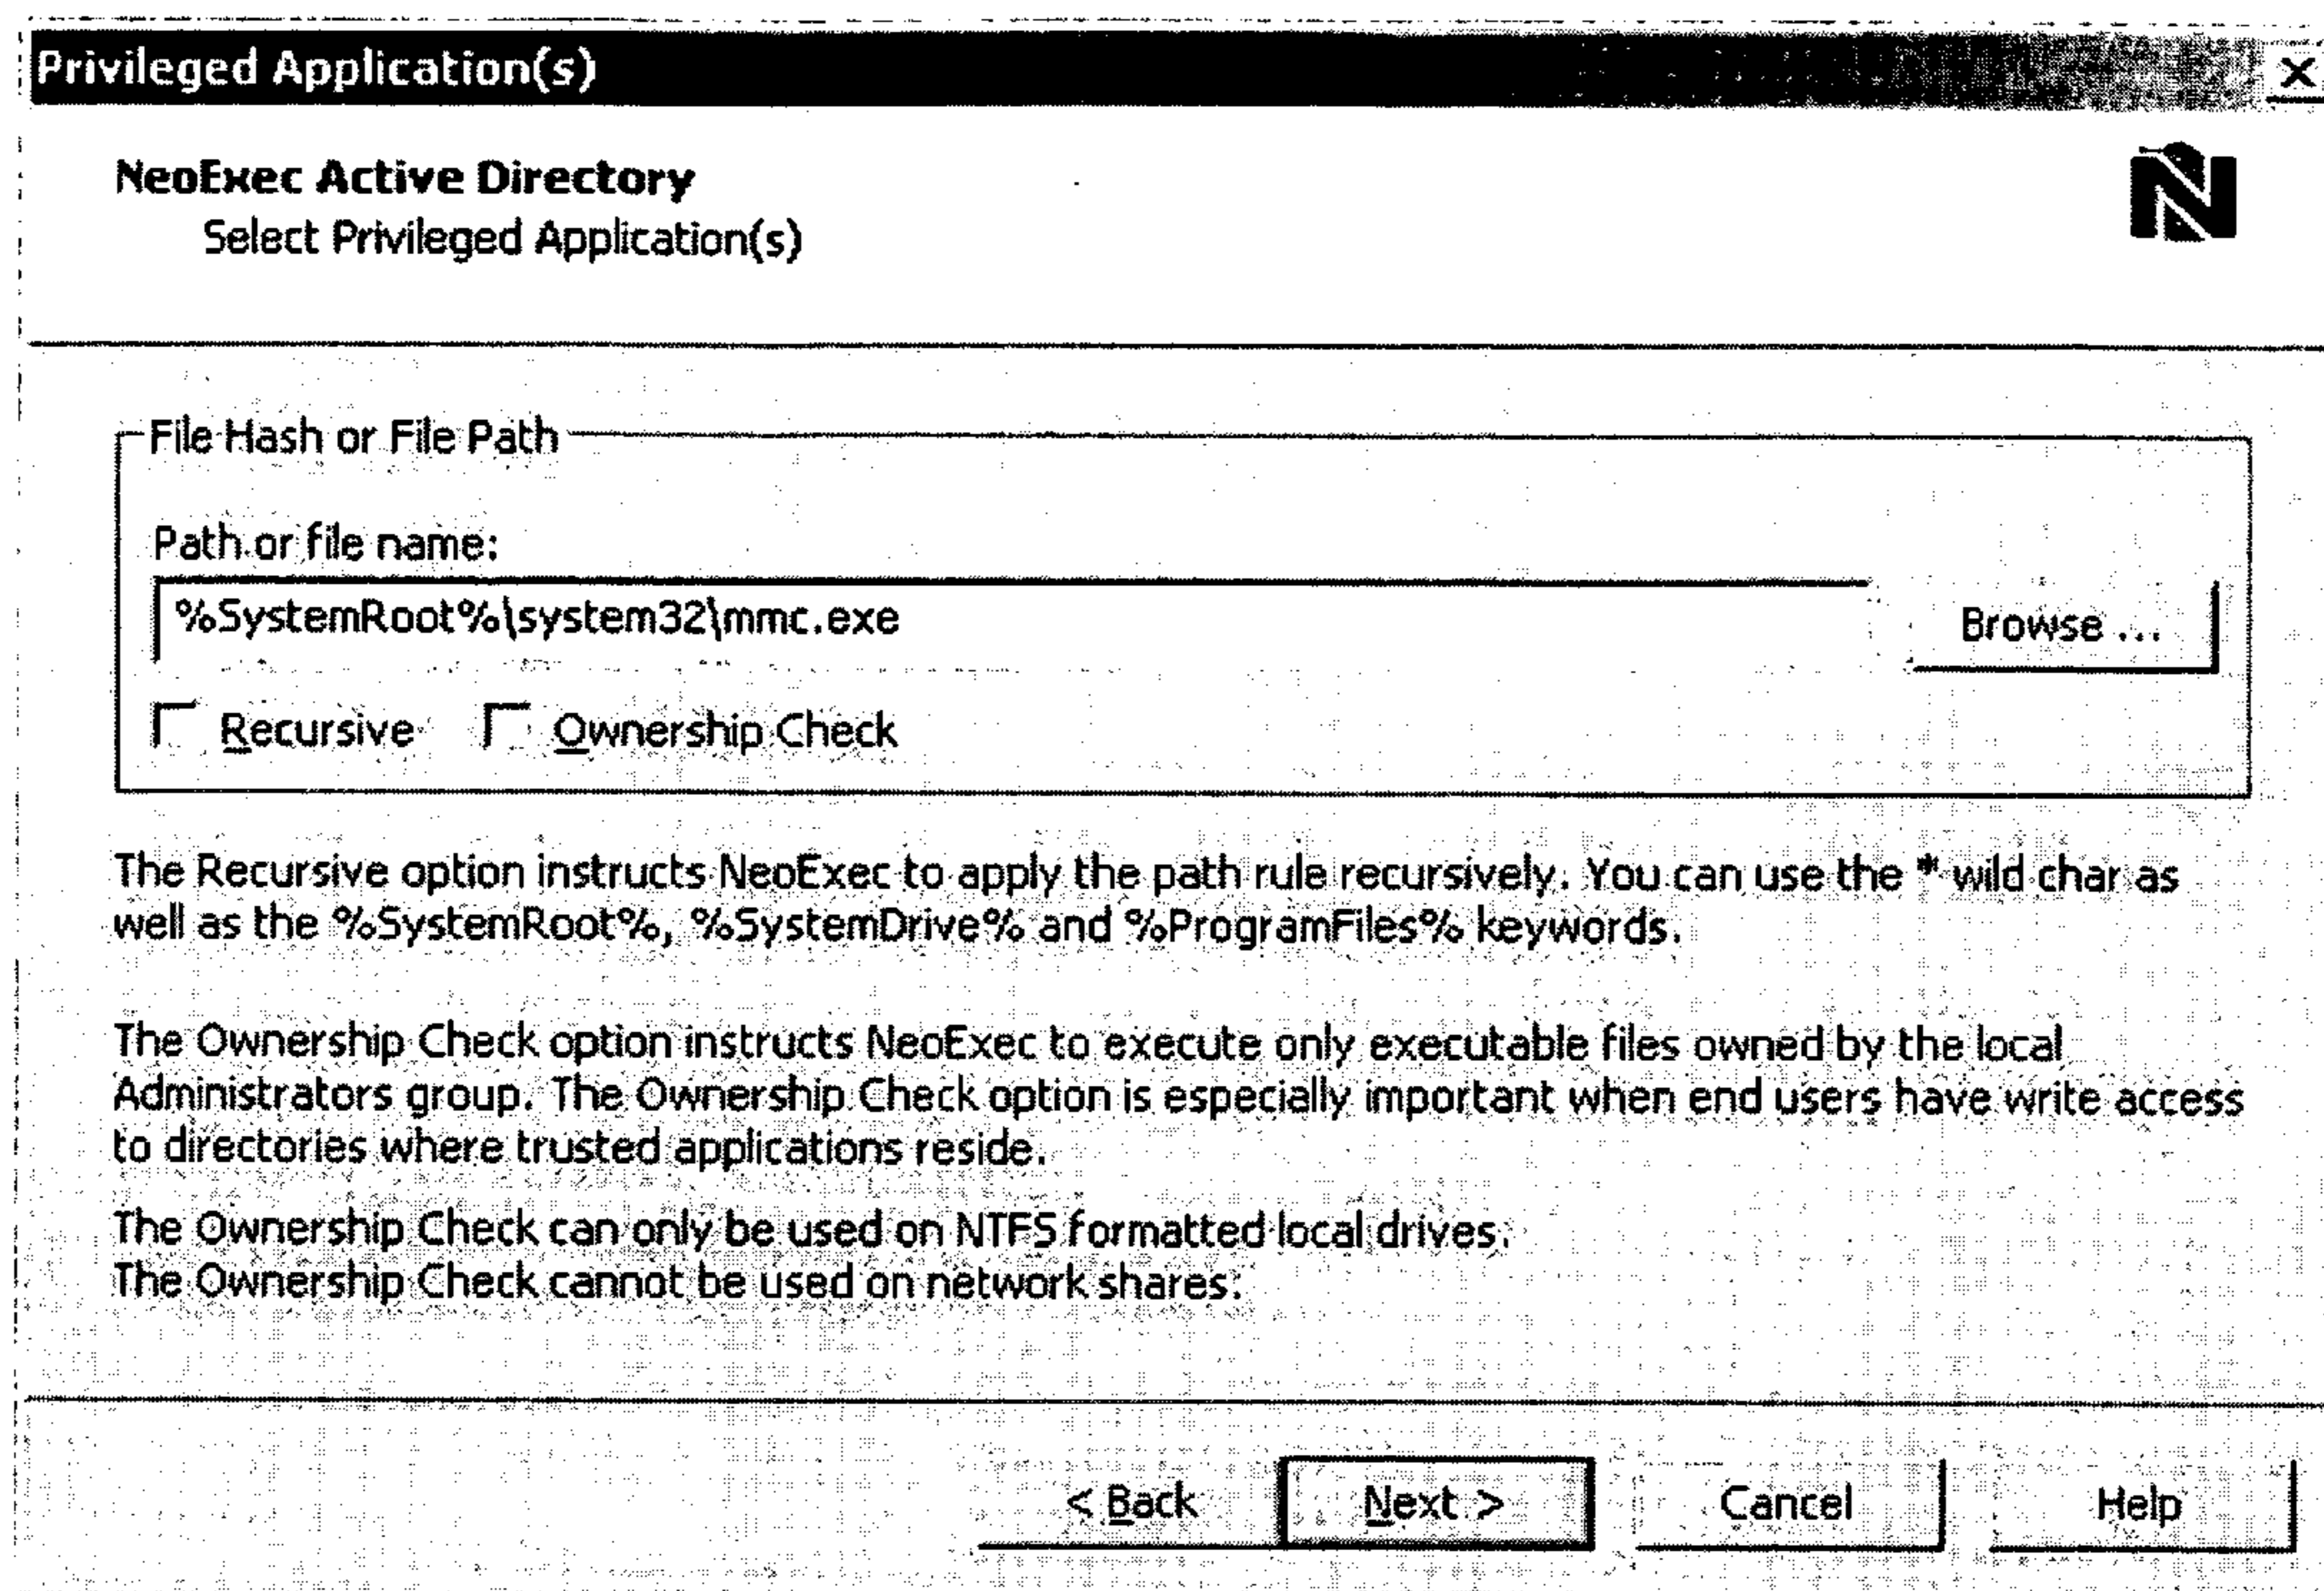 Privileged Application(s)
NeoExec Active Directory
Select Privileged Application(s)
File Hash or File Path
Path or file name:
%SystemRoot%\system32\mmc.exe
Browse ...
Recursive Ownership Check
The Recursive option instructs NeoExec to apply the path rule recursively. You can use the * wild char as
well as the %SystemRoot%, %SystemDrive% and %ProgramFiles% keywords.
The Ownership Check option instructs NeoExec to execute only executable files owned by the local
Administrators group. The Ownership Check option is especially important when end users have write access
to directories where trusted applications reside.
The Ownership Check can only be used on NTFS formatted local drives.
The Ownership Check cannot be used on network shares.
< Back Next > Cancel Help